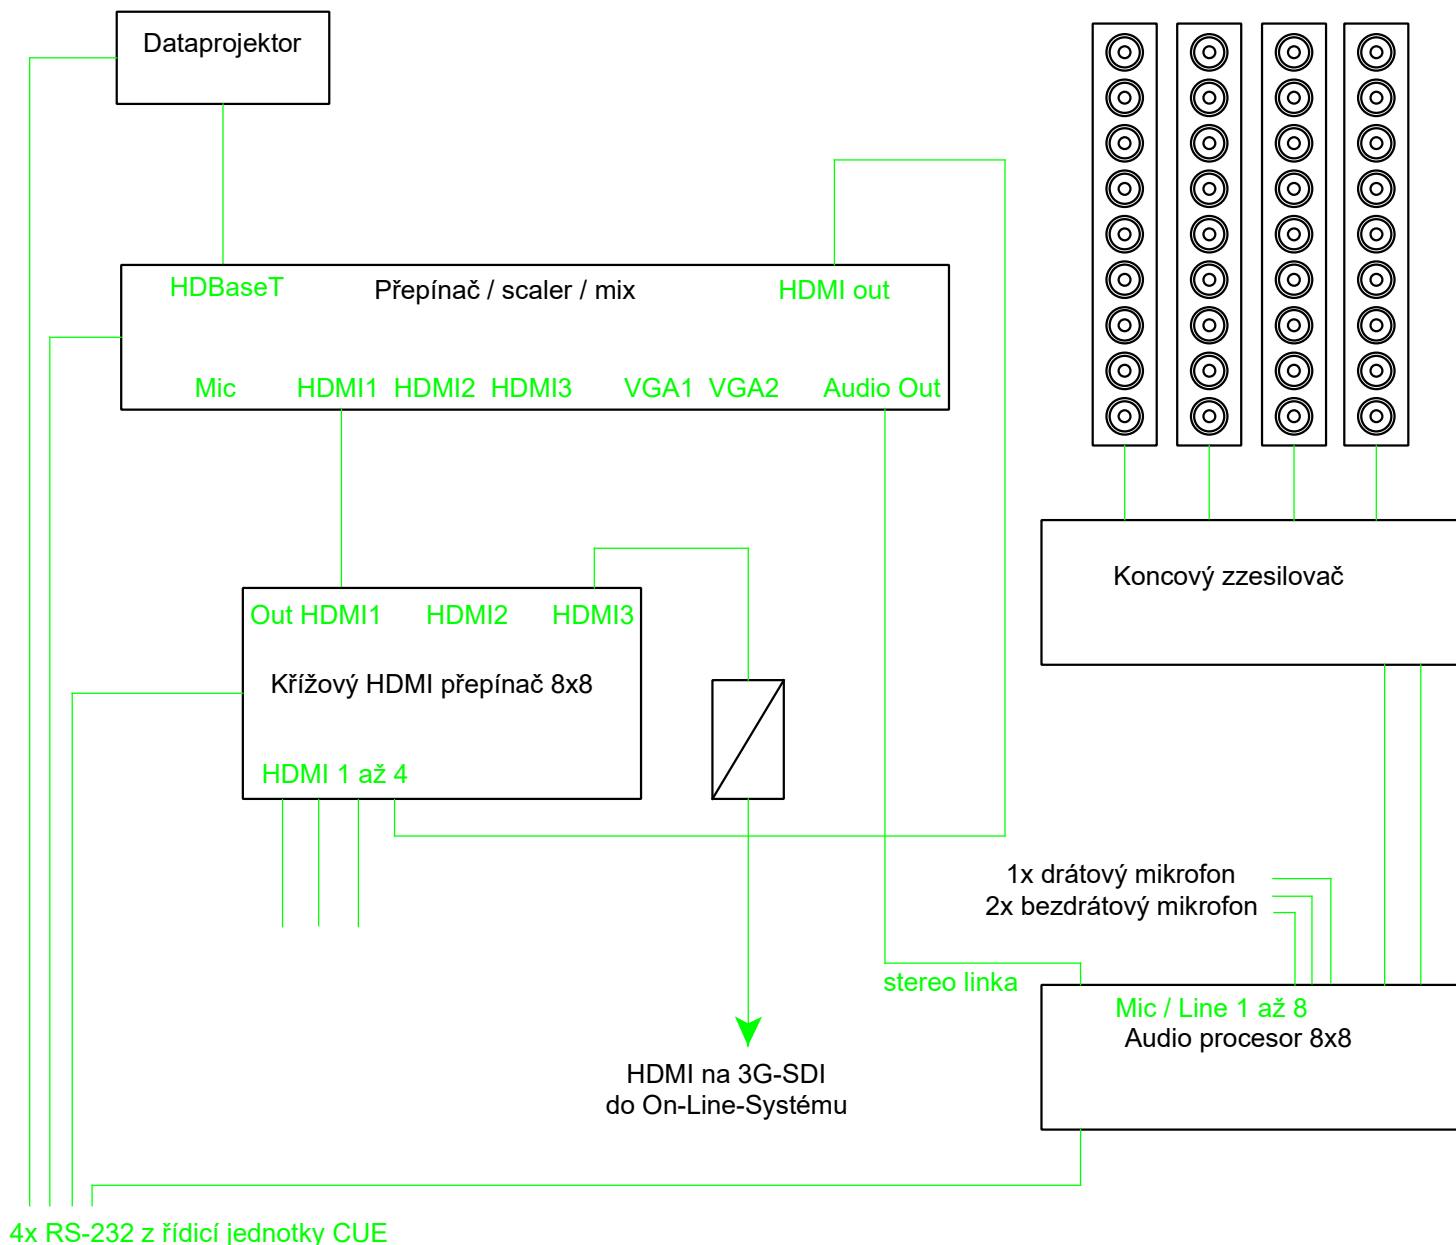 Dataprojektor
HDBaseT
Přepínač / scaler / mix
HDMI out
Mic
HDMI1
HDMI2
HDMI3
VGA1
VGA2
Audio Out
Koncový zzesilovač
Out HDMI1
HDMI2
HDMI3
Křížový HDMI přepínač 8x8
HDMI 1 až 4
1x drátový mikrofon
2x bezdrátový mikrofon
stereo linka
Mic / Line 1 až 8
Audio procesor 8x8
HDMI na 3G-SDI
do On-Line-Systému
4x RS-232 z řídicí jednotky CUE